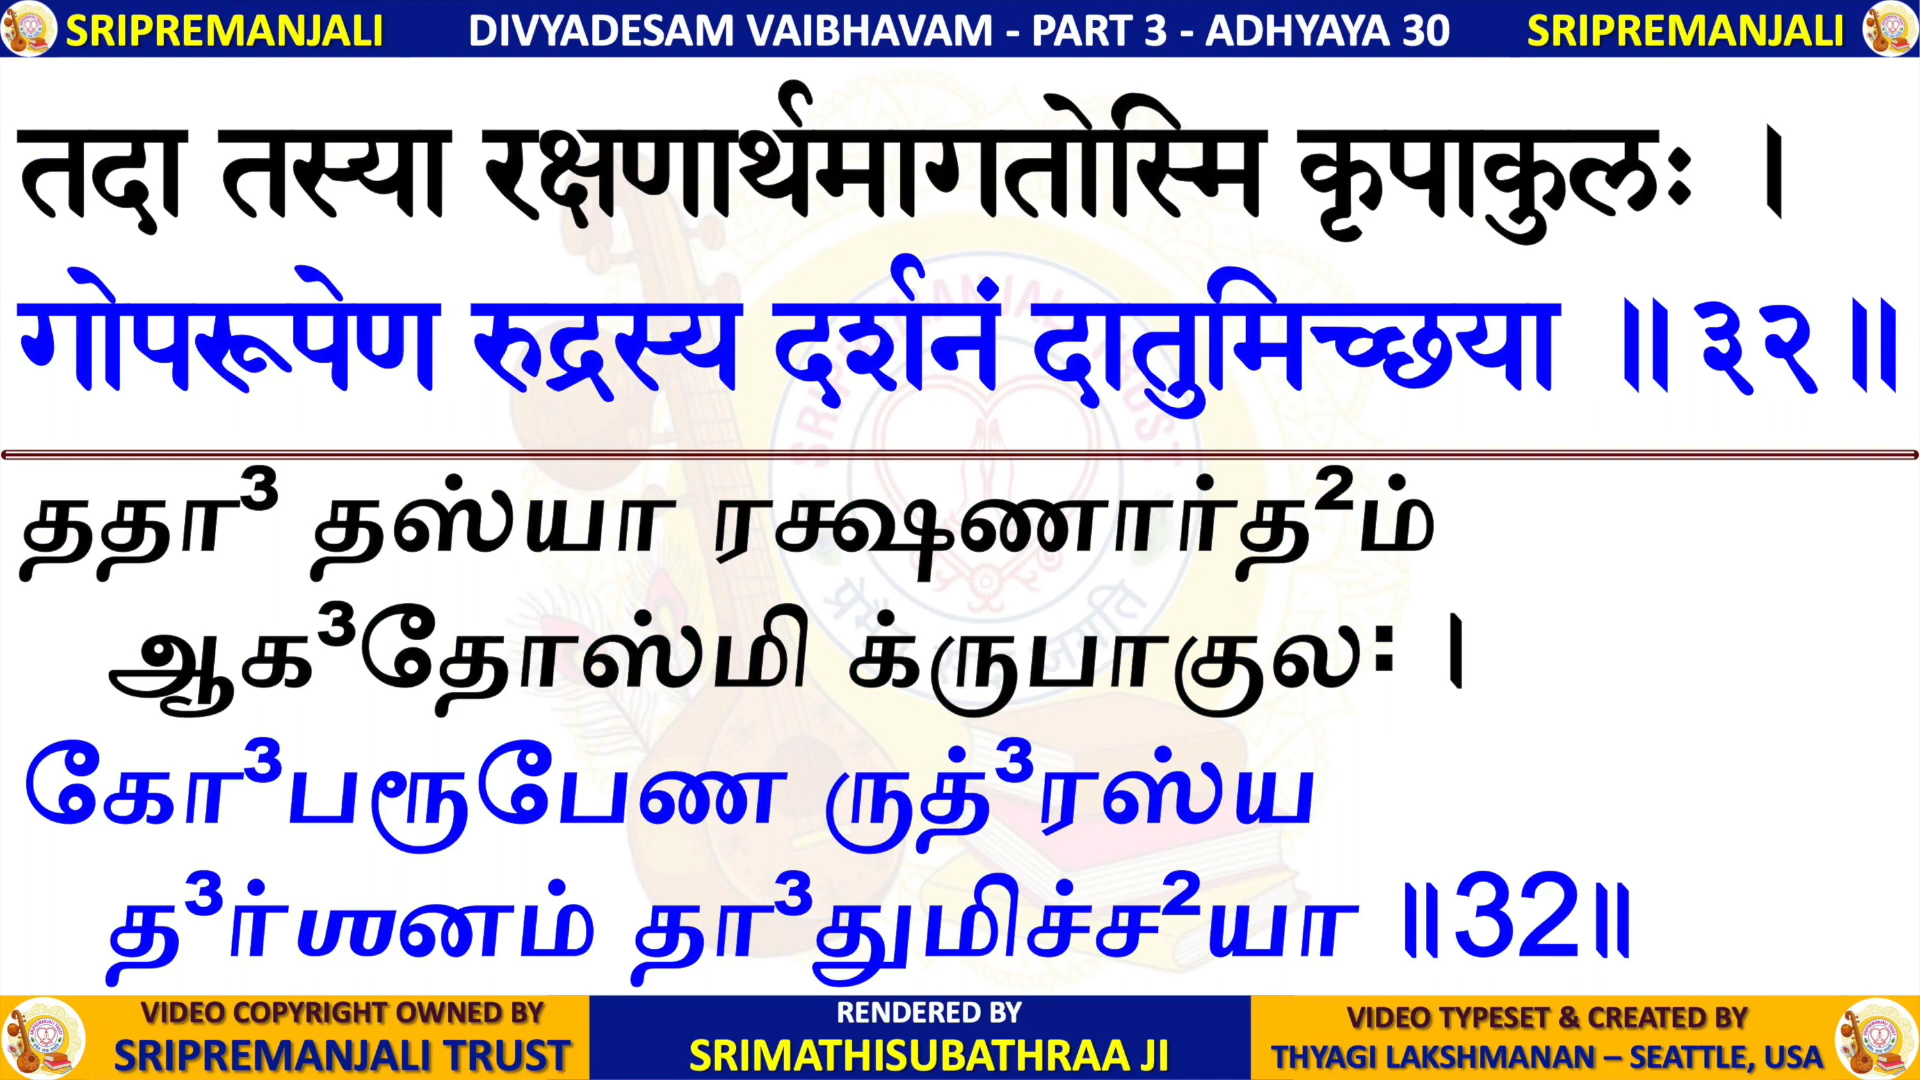 SRIPREMANJALI DIVYADESAM VAIBHAVAM - PART 3 - ADHYAYA 30 SRIPREMANJALI
तदा तस्या रक्षणार्थमागतोस्मि कृपाकुलः ।
गोपरूपेण रुद्रस्य दर्शनं दातुमिच्छया ॥३२॥
ததா³ தஸ்யா ரக்ஷணார்த²ம்
ஆக³தோஸ்மி க்ருபாகுல: ।
கோ³பரூபேண ருத்³ரஸ்ய
த³ர்ஶனம் தா³துமிச்ச²யா ॥32॥
VIDEO COPYRIGHT OWNED BY
SRIPREMANJALI TRUST
RENDERED BY
SRIMATHISUBATHRAA JI
VIDEO TYPESET & CREATED BY
THYAGI LAKSHMANAN – SEATTLE, USA